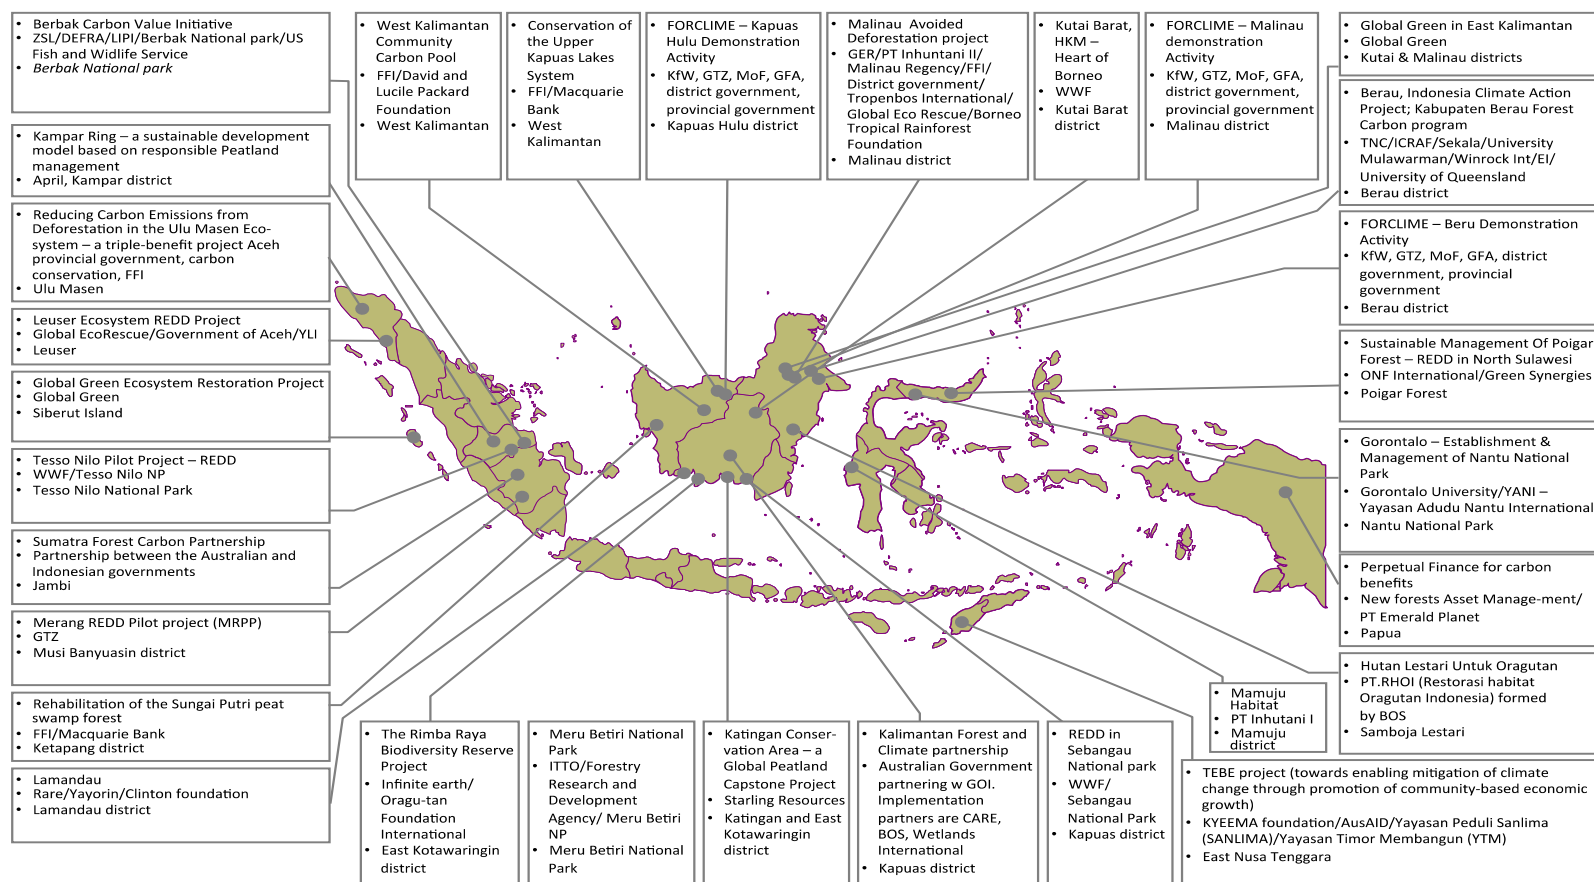 Berbak Carbon Value Initiative
ZSL/DEFRA/LIPI/Berbak National park/US
Fish and Widlife Service
Berbak National park
Kampar Ring – a sustainable development
model based on responsible Peatland
management
April, Kampar district
Reducing Carbon Emissions from
Deforestation in the Ulu Masen Eco-
system – a triple-benefit project Aceh
provincial government, carbon
conservation, FFI
Ulu Masen
Leuser Ecosystem REDD Project
Global EcoRescue/Government of Aceh/YLI
Leuser
Global Green Ecosystem Restoration Project
Global Green
Siberut Island
Tesso Nilo Pilot Project – REDD
WWF/Tesso Nilo NP
Tesso Nilo National Park
Sumatra Forest Carbon Partnership
Partnership between the Australian and
Indonesian governments
Jambi
Merang REDD Pilot project (MRPP)
GTZ
Musi Banyuasin district
Rehabilitation of the Sungai Putri peat
swamp forest
FFI/Macquarie Bank
Ketapang district
Lamandau
Rare/Yayorin/Clinton foundation
Lamandau district
West Kalimantan
Community
Carbon Pool
FFI/David and
Lucile Packard
Foundation
West Kalimantan
Conservation of
the Upper
Kapuas Lakes
System
FFI/Macquarie
Bank
West
Kalimantan
FORCLIME – Kapuas
Hulu Demonstration
Activity
KfW, GTZ, MoF, GFA,
district government,
provincial government
Kapuas Hulu district
Malinau Avoided
Deforestation project
GER/PT Inhuntani II/
Malinau Regency/FFI/
District government/
Tropenbos International/
Global Eco Rescue/Borneo
Tropical Rainforest
Foundation
Malinau district
Kutai Barat,
HKM –
Heart of
Borneo
WWF
Kutai Barat
district
FORCLIME – Malinau
demonstration
Activity
KfW, GTZ, MoF, GFA,
district government,
provincial government
Malinau district
Global Green in East Kalimantan
Global Green
Kutai & Malinau districts
Berau, Indonesia Climate Action
Project; Kabupaten Berau Forest
Carbon program
TNC/ICRAF/Sekala/University
Mulawarman/Winrock Int/EI/
University of Queensland
Berau district
FORCLIME – Beru Demonstration
Activity
KfW, GTZ, MoF, GFA, district
government, provincial
government
Berau district
Sustainable Management Of Poigar
Forest – REDD in North Sulawesi
ONF International/Green Synergies
Poigar Forest
Gorontalo – Establishment &
Management of Nantu National
Park
Gorontalo University/YANI –
Yayasan Adudu Nantu International
Nantu National Park
Perpetual Finance for carbon
benefits
New forests Asset Manage-ment/
PT Emerald Planet
Papua
Hutan Lestari Untuk Oragutan
PT.RHOI (Restorasi habitat
Oragutan Indonesia) formed
by BOS
Samboja Lestari
Mamuju
Habitat
PT Inhutani I
Mamuju
district
The Rimba Raya
Biodiversity Reserve
Project
Infinite earth/
Oragu-tan
Foundation
International
East Kotawaringin
district
Meru Betiri National
Park
ITTO/Forestry
Research and
Development
Agency/ Meru Betiri
NP
Meru Betiri National
Park
Katingan Conser-
vation Area – a
Global Peatland
Capstone Project
Starling Resources
Katingan and East
Kotawaringin
district
Kalimantan Forest and
Climate partnership
Australian Government
partnering w GOI.
Implementation
partners are CARE,
BOS, Wetlands
International
Kapuas district
REDD in
Sebangau
National park
WWF/
Sebangau
National Park
Kapuas district
TEBE project (towards enabling mitigation of climate
change through promotion of community-based economic
growth)
KYEEMA foundation/AusAID/Yayasan Peduli Sanlima
(SANLIMA)/Yayasan Timor Membangun (YTM)
East Nusa Tenggara